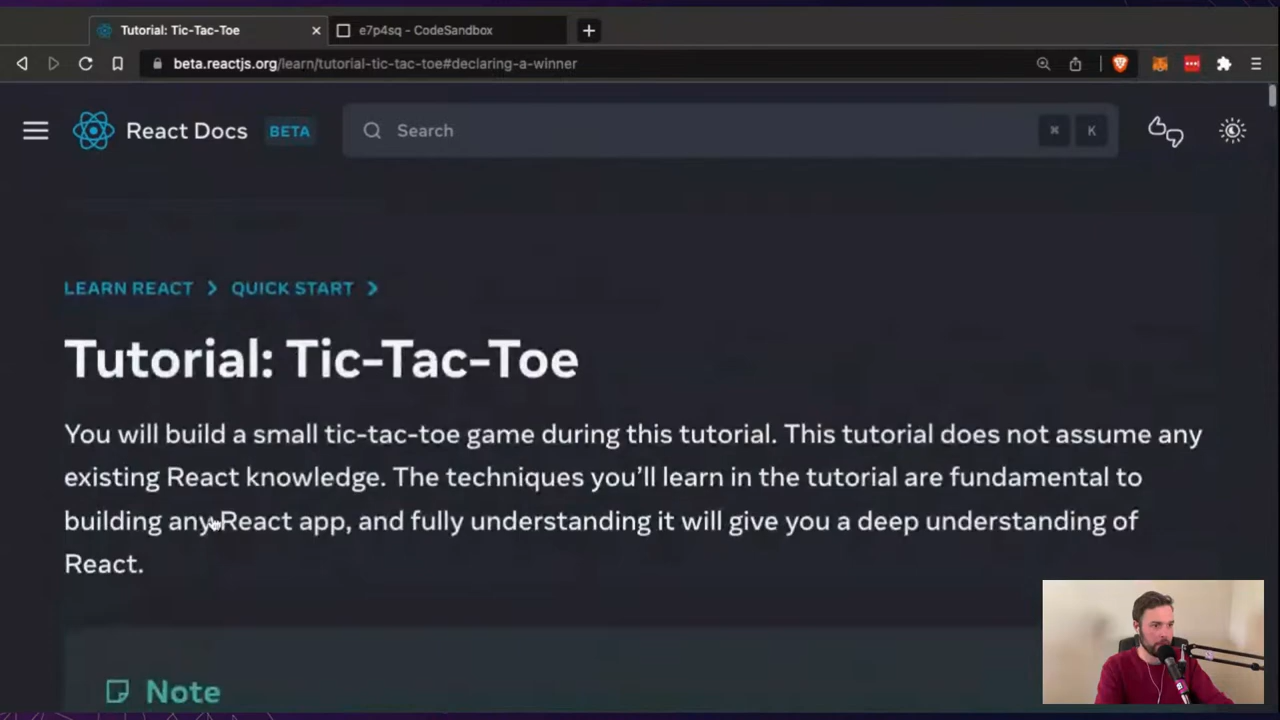 Tutorial: Tic-Tac-Toe
e7p4sq - CodeSandbox
beta.reactjs.org/learn/tutorial-tic-tac-toe#declaring-a-winner
React Docs BETA Search ⌘ K
LEARN REACT > QUICK START >
Tutorial: Tic-Tac-Toe
You will build a small tic-tac-toe game during this tutorial. This tutorial does not assume any
existing React knowledge. The techniques you’ll learn in the tutorial are fundamental to
building any React app, and fully understanding it will give you a deep understanding of
React.
Note